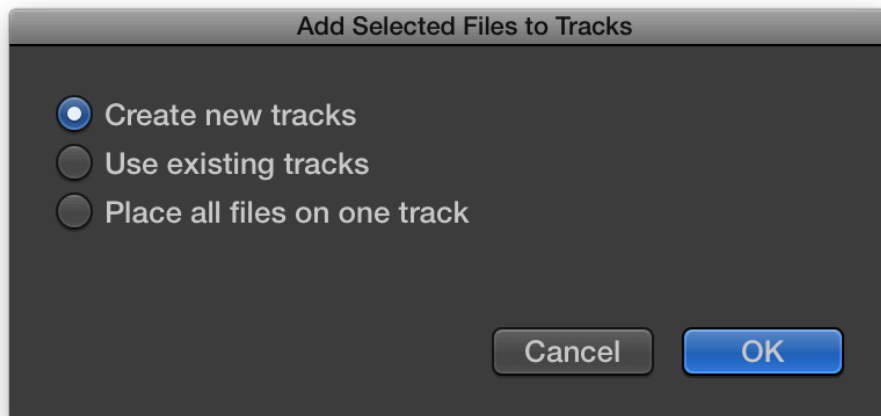 Add Selected Files to Tracks
Create new tracks
Use existing tracks
Place all files on one track
Cancel OK